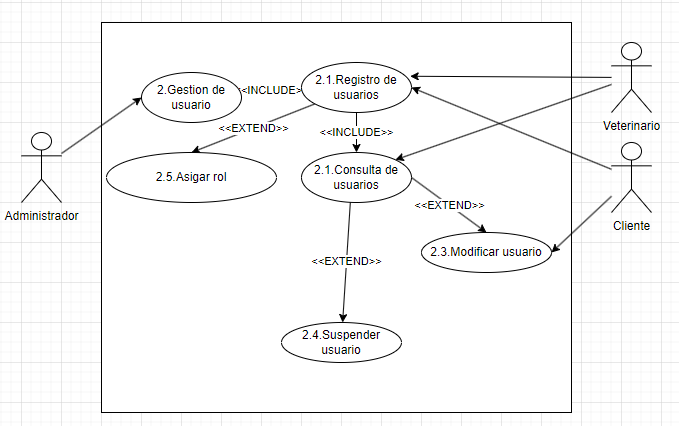 2.Gestion de
usuario
<<INCLUDE>
2.1.Registro de
usuarios
<<EXTEND>>
<<INCLUDE>>
Veterinario
2.5.Asigar rol
2.1.Consulta de
usuarios
Administrador
<<EXTEND>>
Cliente
2.3.Modificar usuario
<<EXTEND>>
2.4.Suspender
usuario